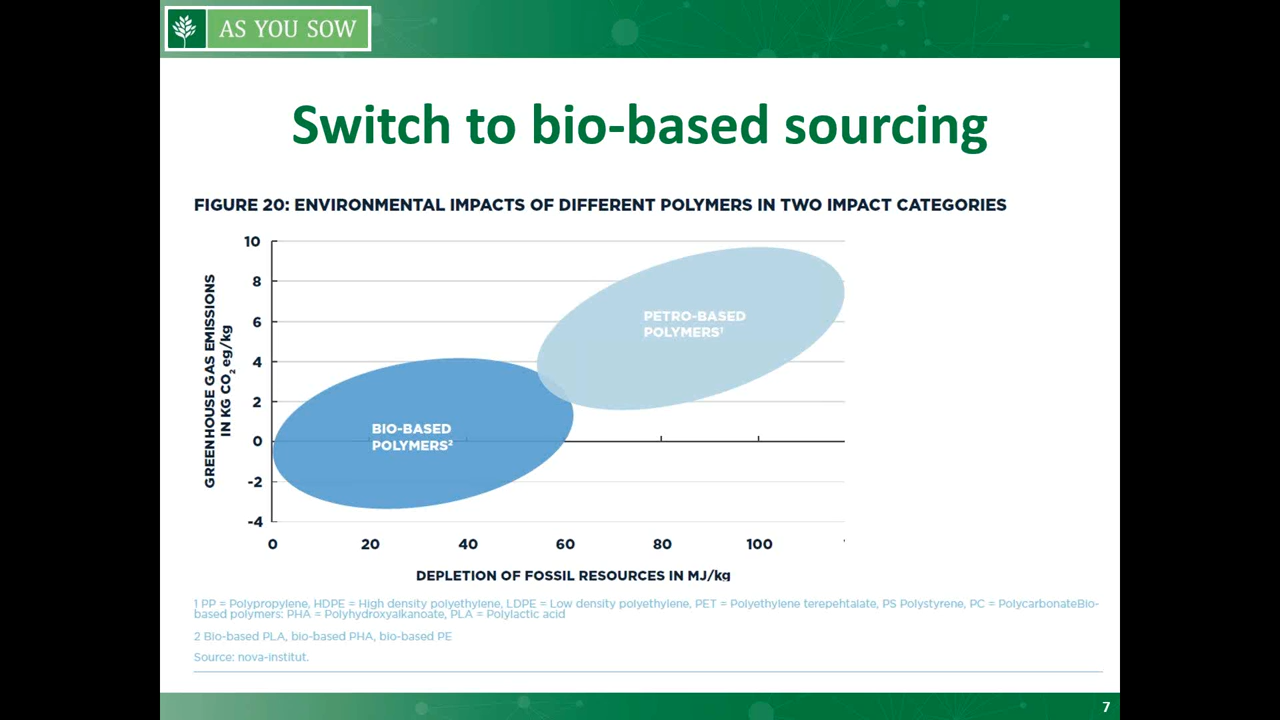 AS YOU SOW
Switch to bio-based sourcing
FIGURE 20: ENVIRONMENTAL IMPACTS OF DIFFERENT POLYMERS IN TWO IMPACT CATEGORIES
GREENHOUSE GAS EMISSIONS
IN KG CO2 eg/kg
10
8
6
4
2
0
-2
-4
PETRO-BASED
POLYMERS¹
BIO-BASED
POLYMERS²
0 20 40 60 80 100
DEPLETION OF FOSSIL RESOURCES IN MJ/kg
1 PP = Polypropylene, HDPE = High density polyethylene, LDPE = Low density polyethylene, PET = Polyethylene terepehtalate, PS Polystyrene, PC = PolycarbonateBio-
based polymers: PHA = Polyhydroxyalkanoate, PLA = Polylactic acid
2 Bio-based PLA, bio-based PHA, bio-based PE
Source: nova-institut.
7